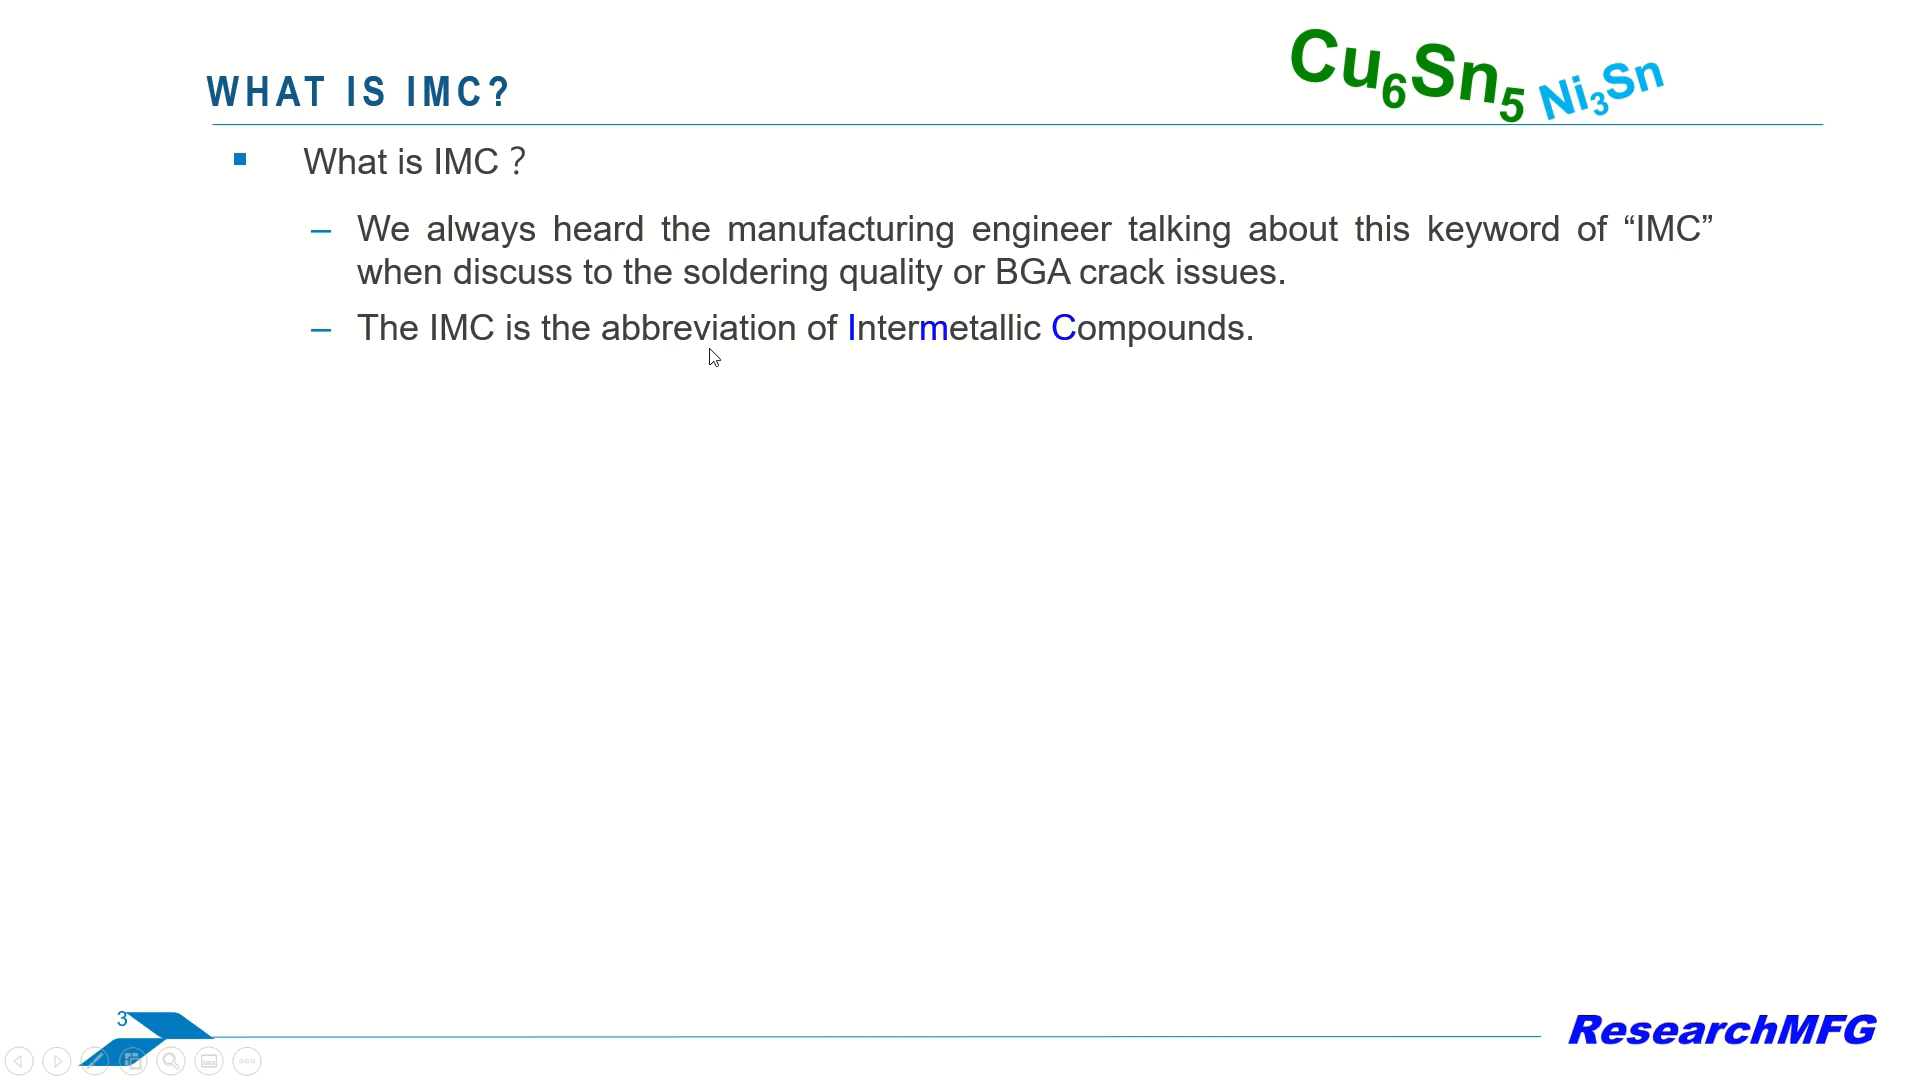 WHAT IS IMC?
Cu₆Sn₅ Ni₃Sn
■ What is IMC？
– We always heard the manufacturing engineer talking about this keyword of “IMC”
when discuss to the soldering quality or BGA crack issues.
– The IMC is the abbreviation of Intermetallic Compounds.
3
ResearchMFG